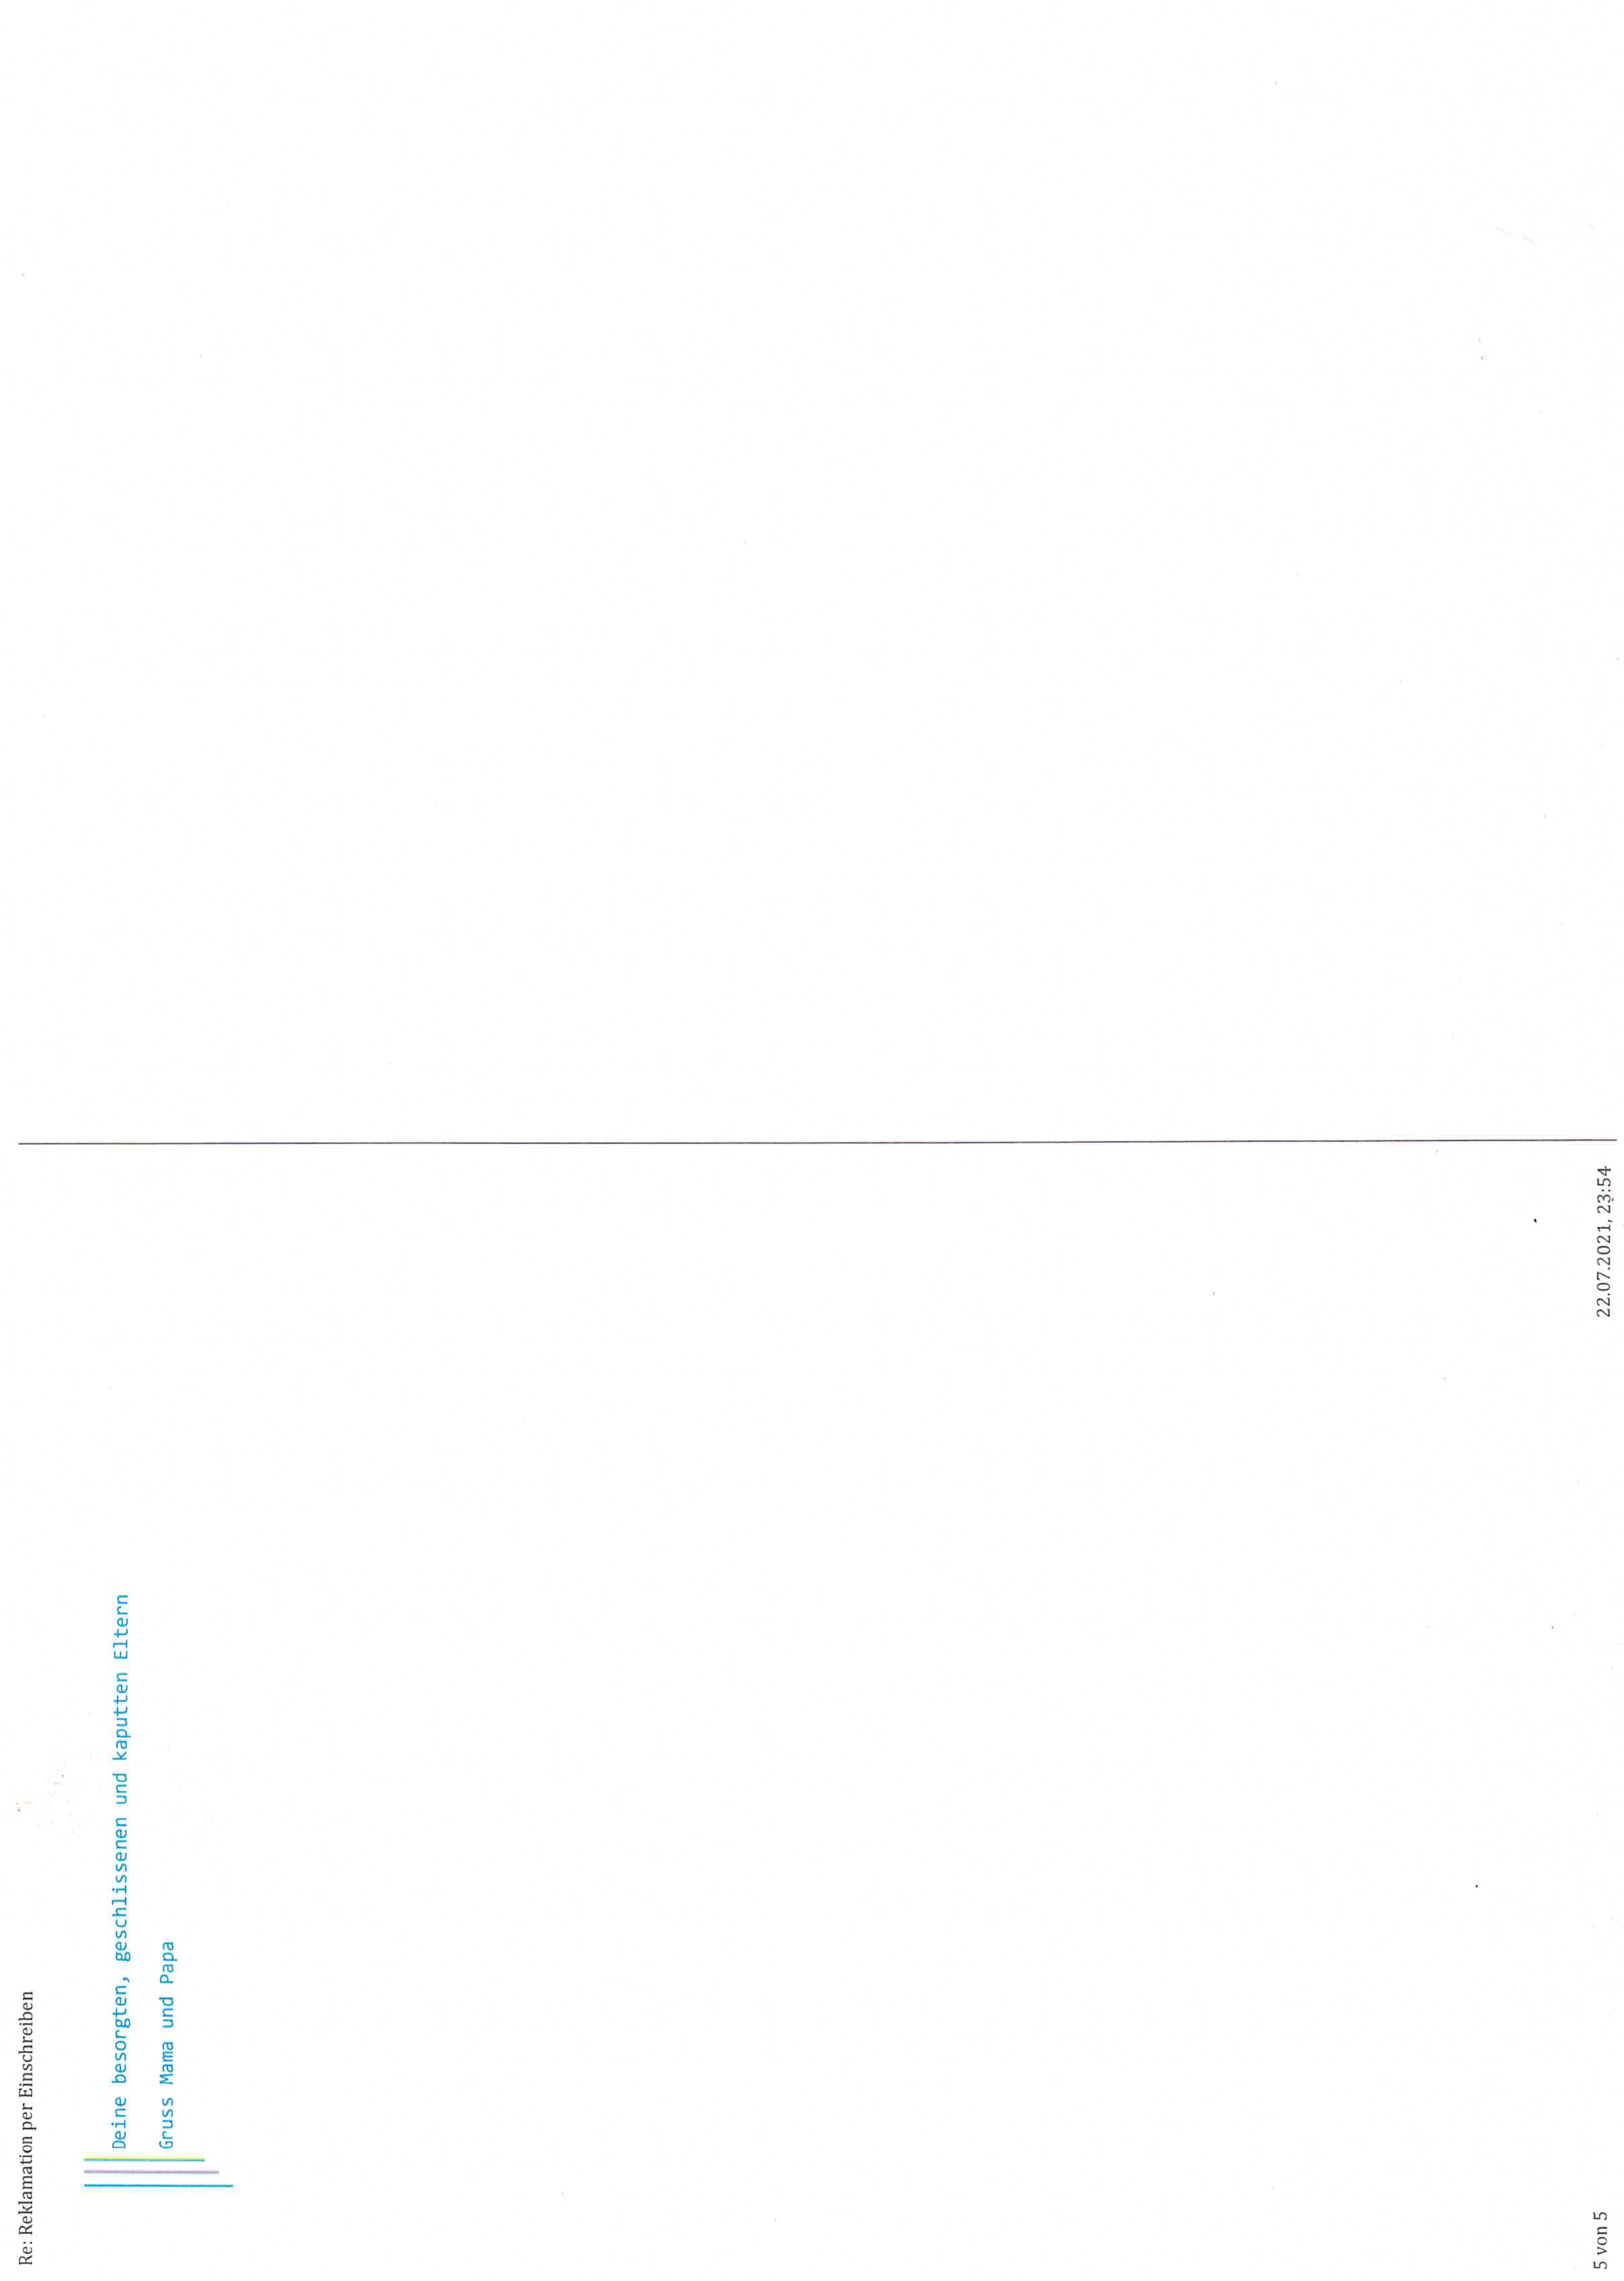 Re: Reklamation per Einschreiben
Deine besorgten, geschlissenen und kaputten Eltern
Gruss Mama und Papa
5 von 5
22.07.2021, 23:54